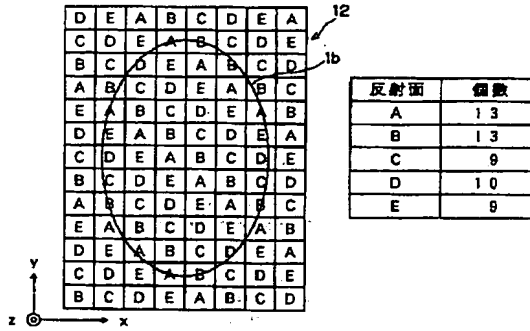 D E A B C D E A
12
C D E A B C D E
1b
B C D E A B C D
A B C D E A B C
E A B C D E A B
D E A B C D E A
C D E A B C D E
B C D E A B C D
A B C D E A B C
E A B C D E A B
D E A B C D E A
C D E A B C D E
B C D E A B C D
反射面 個数
A 13
B 13
C 9
D 10
E 9
y
z x